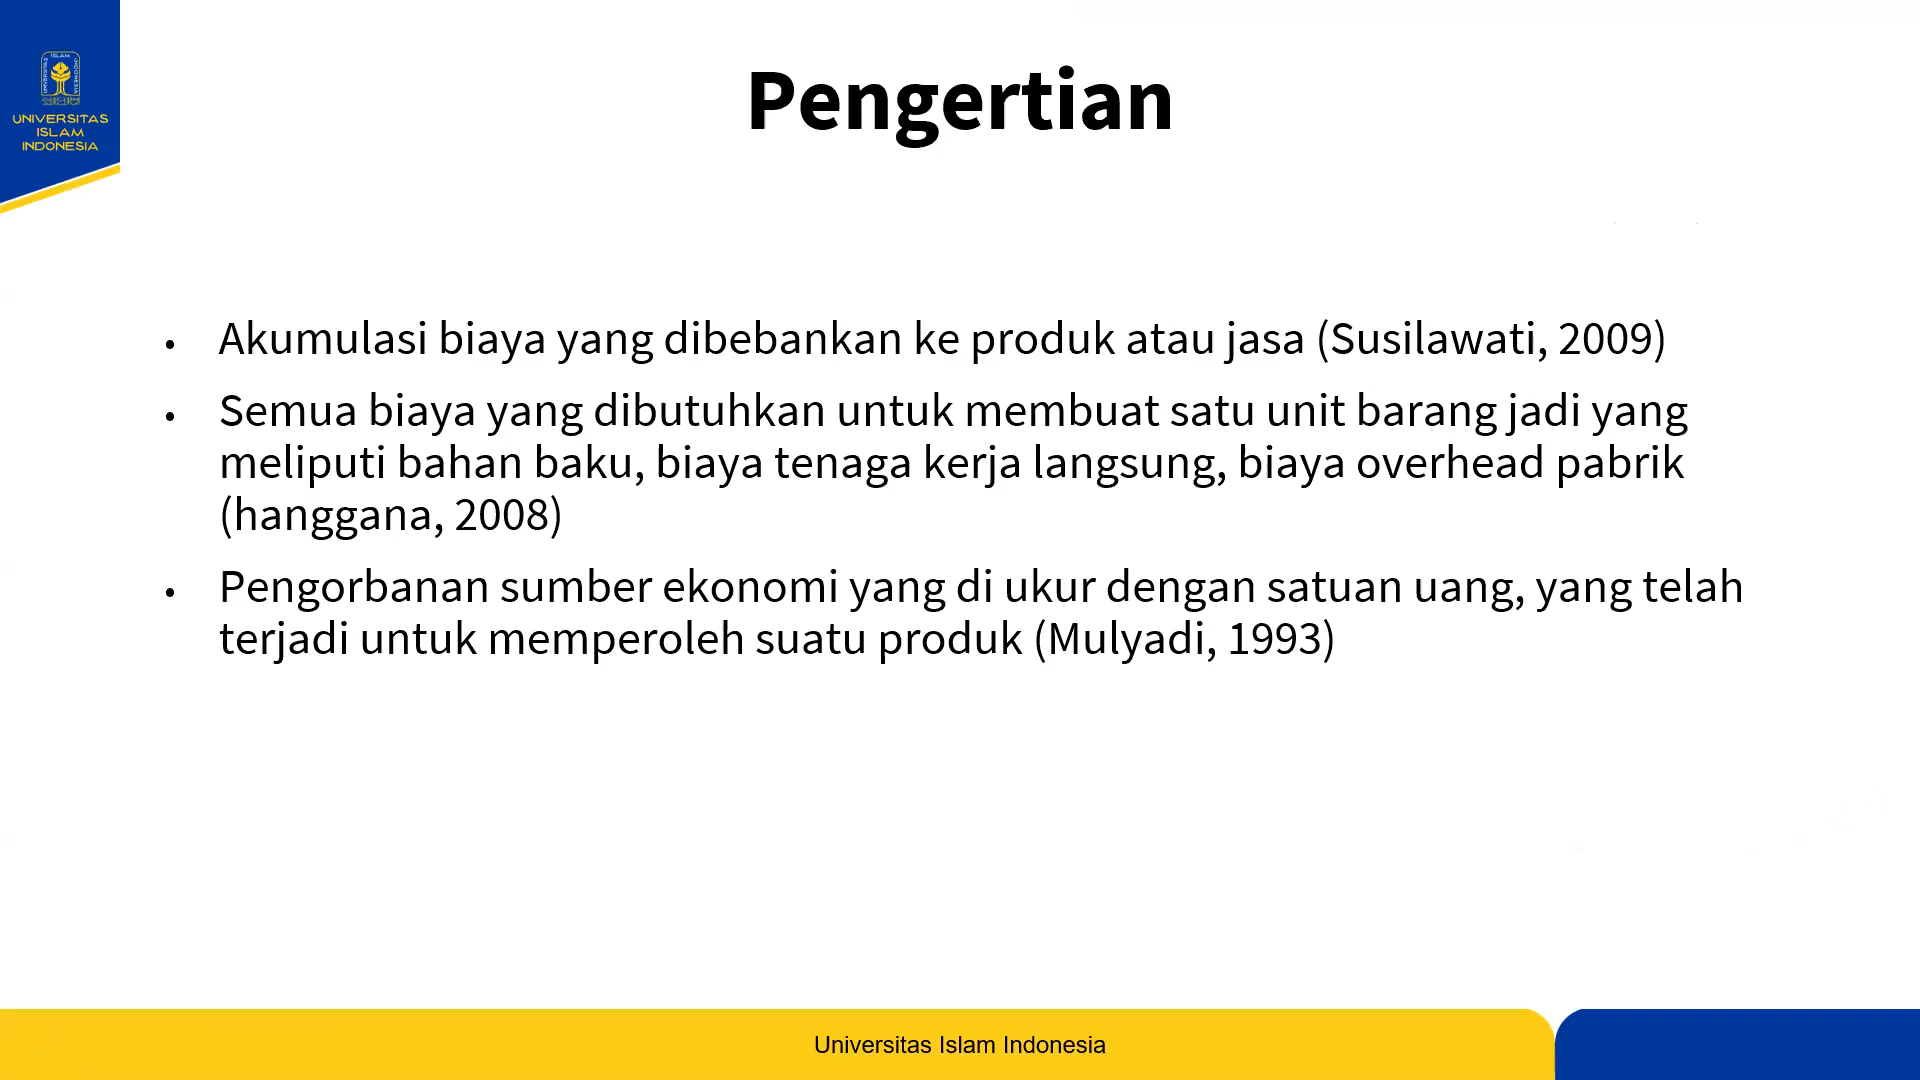 UNIVERSITAS
ISLAM
INDONESIA
Pengertian
• Akumulasi biaya yang dibebankan ke produk atau jasa (Susilawati, 2009)
• Semua biaya yang dibutuhkan untuk membuat satu unit barang jadi yang
meliputi bahan baku, biaya tenaga kerja langsung, biaya overhead pabrik
(hanggana, 2008)
• Pengorbanan sumber ekonomi yang di ukur dengan satuan uang, yang telah
terjadi untuk memperoleh suatu produk (Mulyadi, 1993)
Universitas Islam Indonesia